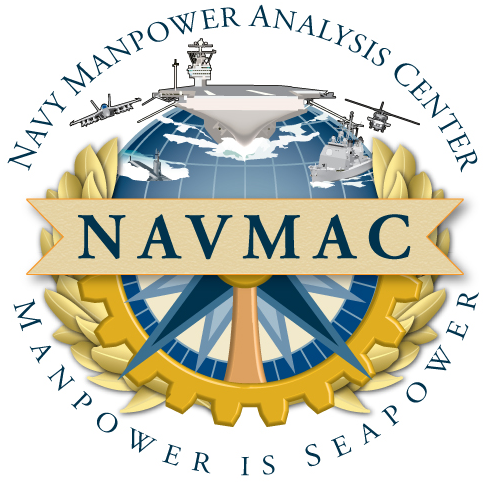 NAVY MANPOWER ANALYSIS CENTER
NAVMAC
MANPOWER IS SEAPOWER